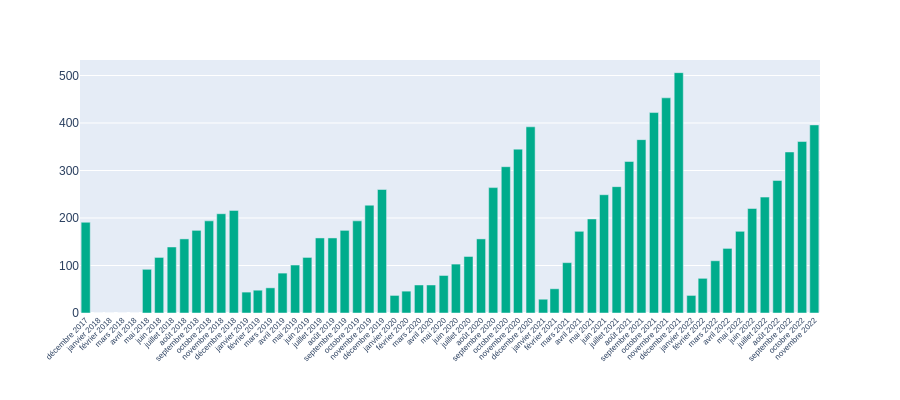 500
400
300
200
100
0
décembre 2017
janvier 2018
février 2018
mars 2018
avril 2018
mai 2018
juin 2018
juillet 2018
août 2018
septembre 2018
octobre 2018
novembre 2018
décembre 2018
janvier 2019
février 2019
mars 2019
avril 2019
mai 2019
juin 2019
juillet 2019
août 2019
septembre 2019
octobre 2019
novembre 2019
décembre 2019
janvier 2020
février 2020
mars 2020
avril 2020
mai 2020
juin 2020
juillet 2020
août 2020
septembre 2020
octobre 2020
novembre 2020
décembre 2020
janvier 2021
février 2021
mars 2021
avril 2021
mai 2021
juin 2021
juillet 2021
août 2021
septembre 2021
octobre 2021
novembre 2021
décembre 2021
janvier 2022
février 2022
mars 2022
avril 2022
mai 2022
juin 2022
juillet 2022
août 2022
septembre 2022
octobre 2022
novembre 2022